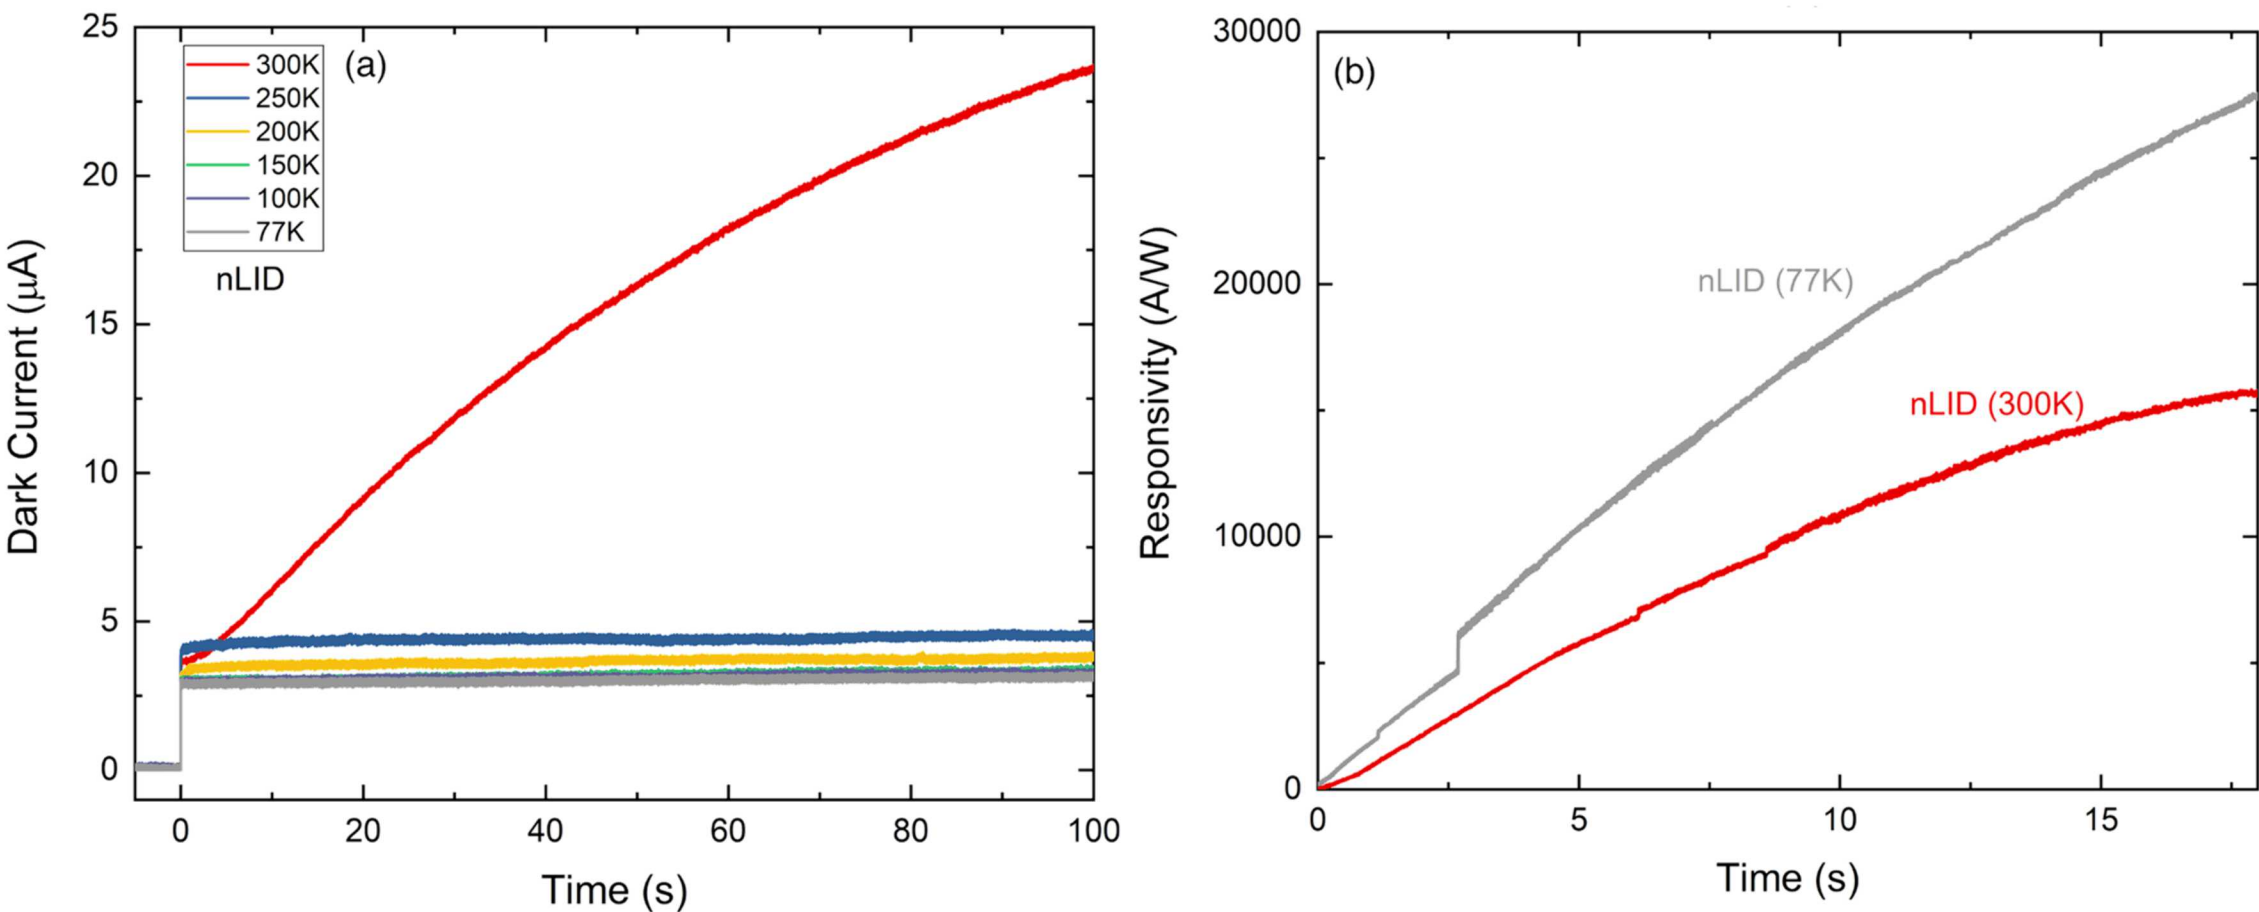 (a)
300K
250K
200K
150K
100K
77K
nLID
25
20
15
10
5
0
0 20 40 60 80 100
Dark Current (μA)
Time (s)
(b)
30000
20000
10000
0
nLID (77K)
nLID (300K)
0 5 10 15
Responsivity (A/W)
Time (s)